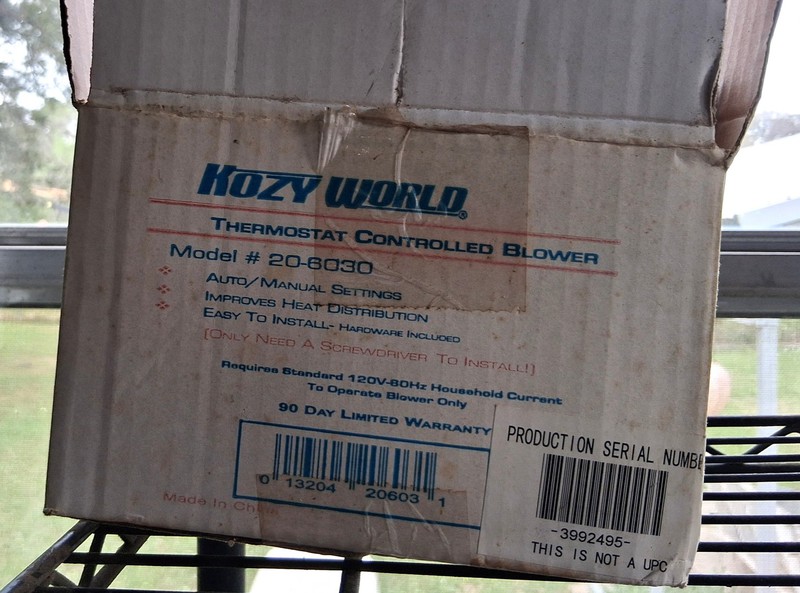 KOZY WORLD®
THERMOSTAT CONTROLLED BLOWER
Model # 20-6030
AUTO/MANUAL SETTINGS
IMPROVES HEAT DISTRIBUTION
EASY TO INSTALL- HARDWARE INCLUDED
(ONLY NEED A SCREWDRIVER TO INSTALL!)
Requires Standard 120V-60Hz Household Current
To Operate Blower Only
90 DAY LIMITED WARRANTY
0 13204 20603 1
Made In China
PRODUCTION SERIAL NUMBE
-3992495-
THIS IS NOT A UPC